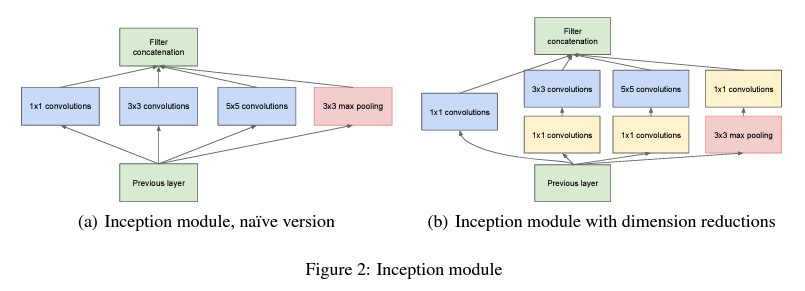 Filter
concatenation
1x1 convolutions
3x3 convolutions
5x5 convolutions
3x3 max pooling
Previous layer
(a) Inception module, naïve version
Filter
concatenation
3x3 convolutions
5x5 convolutions
1x1 convolutions
1x1 convolutions
1x1 convolutions
1x1 convolutions
3x3 max pooling
Previous layer
(b) Inception module with dimension reductions
Figure 2: Inception module